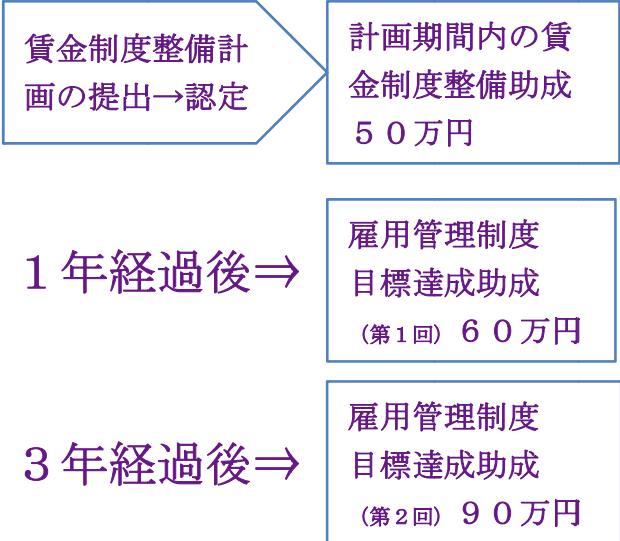 賃金制度整備計
画の提出→認定
計画期間内の賃
金制度整備助成
５０万円
１年経過後⇒
雇用管理制度
目標達成助成
（第１回）６０万円
３年経過後⇒
雇用管理制度
目標達成助成
（第２回）９０万円